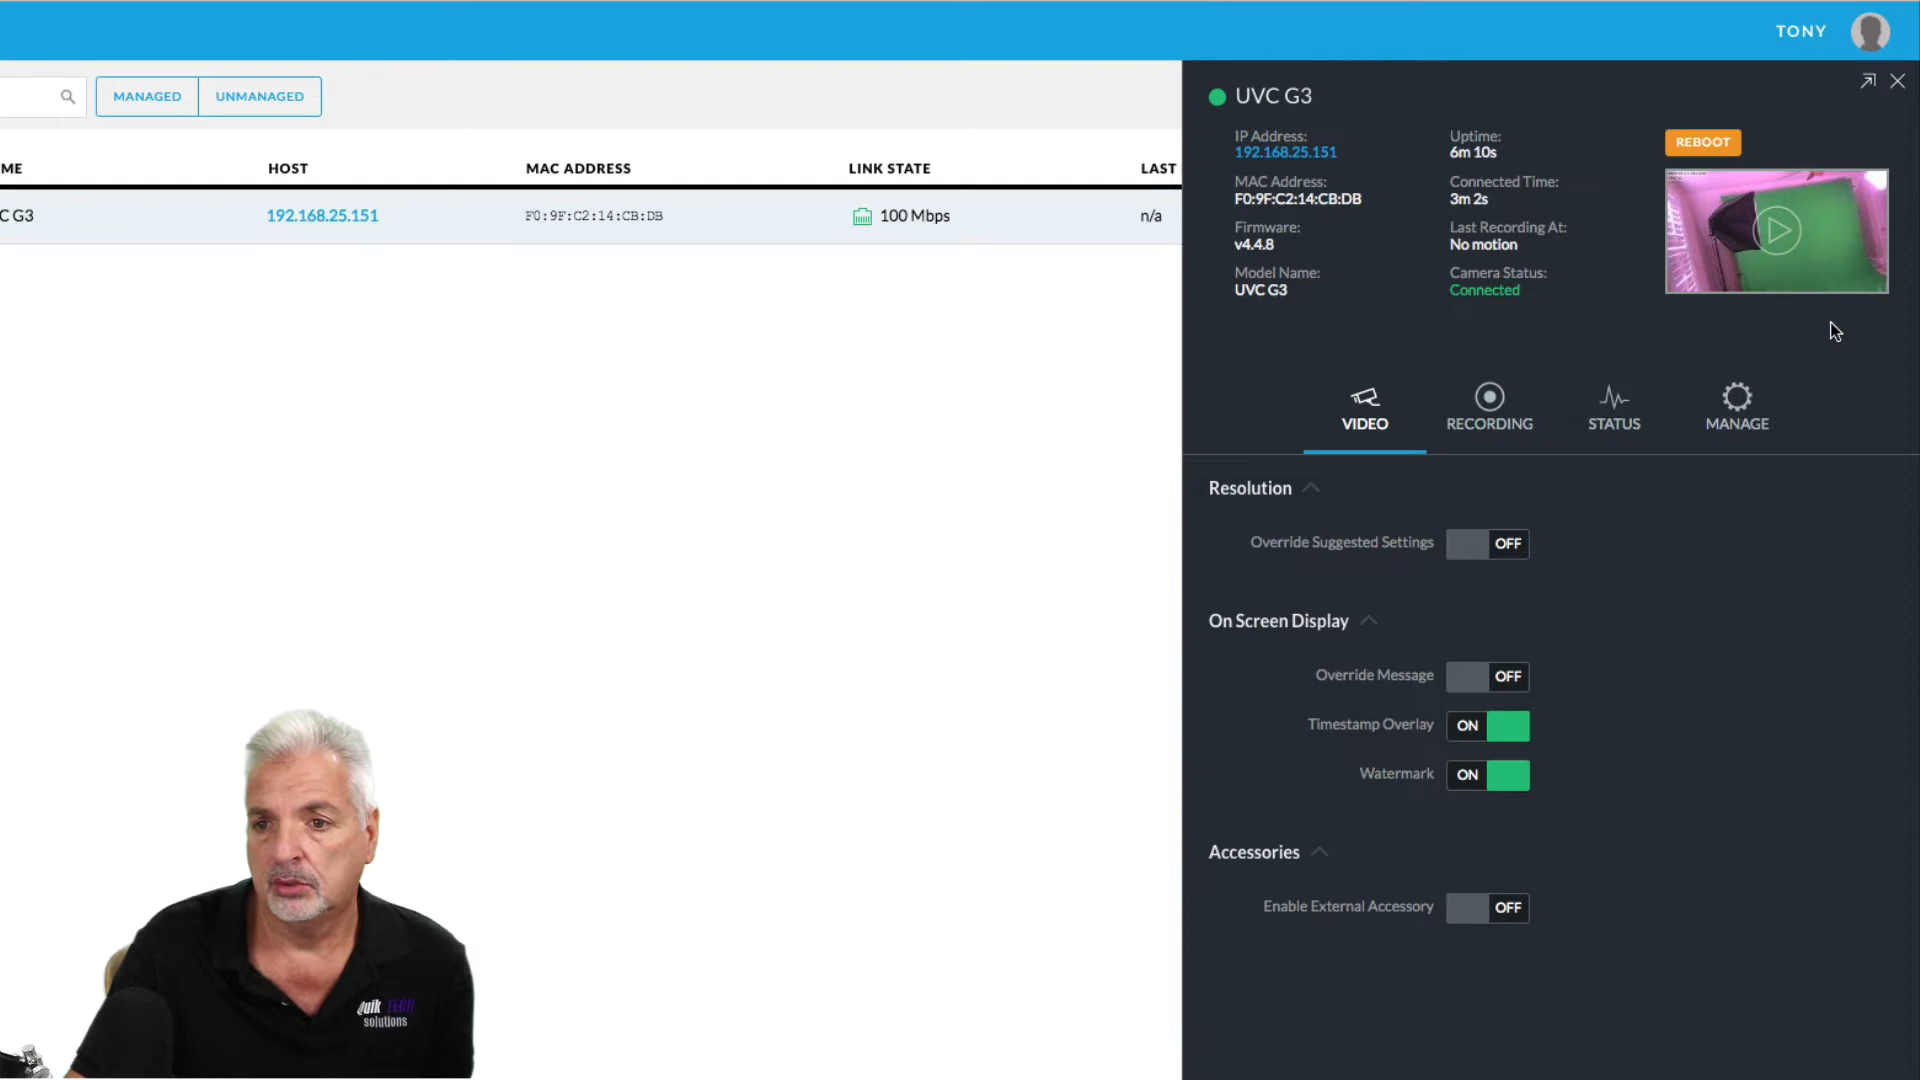 TONY
MANAGED
UNMANAGED
ME
HOST
MAC ADDRESS
LINK STATE
LAST
C G3
192.168.25.151
F0:9F:C2:14:CB:DB
100 Mbps
n/a
UVC G3
IP Address:
192.168.25.151
Uptime:
6m 10s
REBOOT
MAC Address:
F0:9F:C2:14:CB:DB
Connected Time:
3m 2s
Firmware:
v4.4.8
Last Recording At:
No motion
Model Name:
UVC G3
Camera Status:
Connected
VIDEO
RECORDING
STATUS
MANAGE
Resolution
Override Suggested Settings
OFF
On Screen Display
Override Message
OFF
Timestamp Overlay
ON
Watermark
ON
Accessories
Enable External Accessory
OFF
Quik TECH
solutions